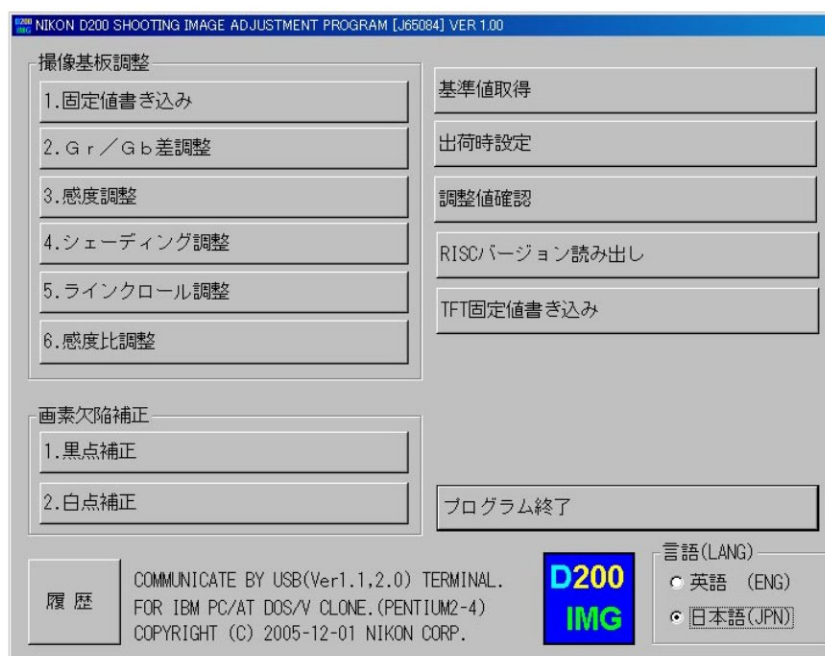 D200 IMG NIKON D200 SHOOTING IMAGE ADJUSTMENT PROGRAM [J65084] VER 1.00
撮像基板調整
1.固定値書き込み
2.Ｇｒ／Ｇｂ差調整
3.感度調整
4.シェーディング調整
5.ラインクロール調整
6.感度比調整
基準値取得
出荷時設定
調整値確認
RISCバージョン読み出し
TFT固定値書き込み
画素欠陥補正
1.黒点補正
2.白点補正
プログラム終了
履 歴
COMMUNICATE BY USB(Ver1.1,2.0) TERMINAL.
FOR IBM PC/AT DOS/V CLONE.(PENTIUM2-4)
COPYRIGHT (C) 2005-12-01 NIKON CORP.
D200
IMG
言語(LANG)
英語 (ENG)
日本語(JPN)